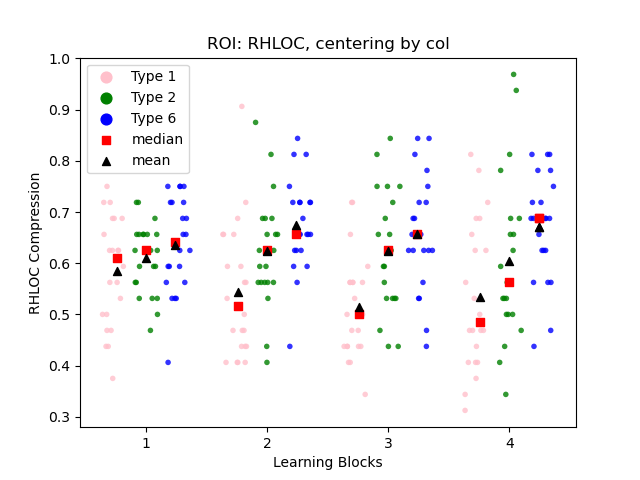 ROI: RHLOC, centering by col
1.0
0.9
0.8
0.7
0.6
0.5
0.4
0.3
RHLOC Compression
Type 1
Type 2
Type 6
median
mean
1 2 3 4
Learning Blocks